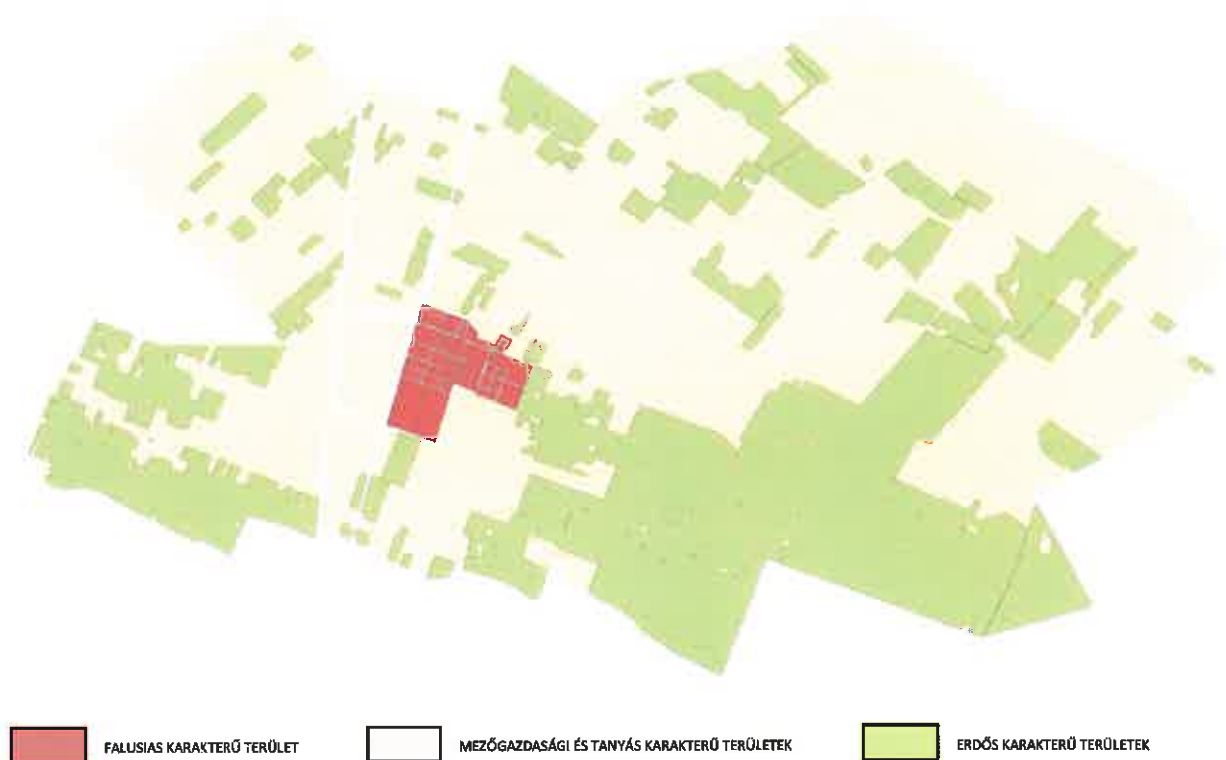 FALUSIAS KARAKTERŰ TERÜLET
MEZŐGAZDASÁGI ÉS TANYÁS KARAKTERŰ TERÜLETEK
ERDŐS KARAKTERŰ TERÜLETEK